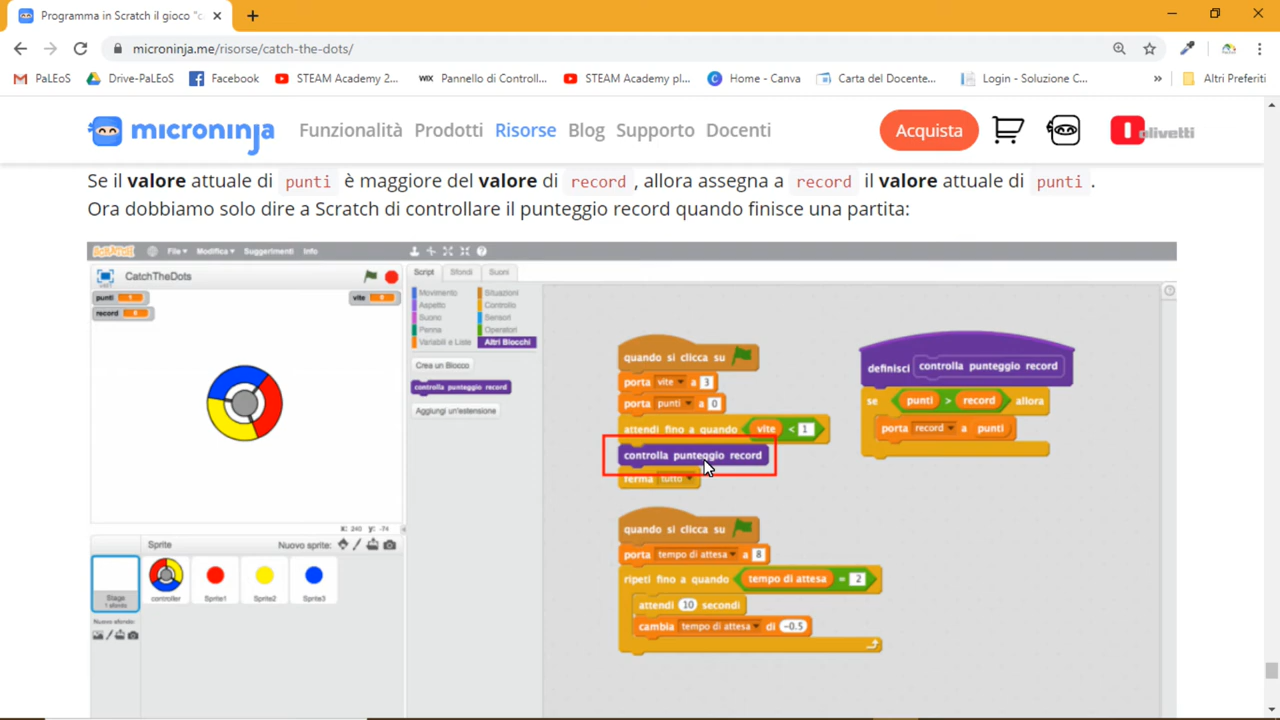 Programma in Scratch il gioco "c
microninja.me/risorse/catch-the-dots/
PaLEoS Drive-PaLEoS Facebook STEAM Academy 2... WIX Pannello di Controll... STEAM Academy pl... Home - Canva Carta del Docente... Login - Soluzione C... » Altri Preferiti
microninja Funzionalità Prodotti Risorse Blog Supporto Docenti Acquista olivetti
Se il valore attuale di punti è maggiore del valore di record , allora assegna a record il valore attuale di punti .
Ora dobbiamo solo dire a Scratch di controllare il punteggio record quando finisce una partita:
SCRATCH File Modifica Suggerimenti Info
CatchTheDots
punti
record
vite
X: 240 y: -74
Sprite Nuovo sprite:
Stage
1 sfondo
controller Sprite1 Sprite2 Sprite3
Nuovo sfondo:
Script Sfondi Suoni
Movimento Situazioni
Aspetto Controllo
Suono Sensori
Penna Operatori
Variabili e Liste Altri Blocchi
Crea un Blocco
controlla punteggio record
Aggiungi un'estensione
quando si clicca su
porta vite a 3
porta punti a 0
attendi fino a quando vite < 1
controlla punteggio record
ferma tutto
quando si clicca su
porta tempo di attesa a 8
ripeti fino a quando tempo di attesa = 2
attendi 10 secondi
cambia tempo di attesa di -0.5
definisci controlla punteggio record
se punti > record allora
porta record a punti